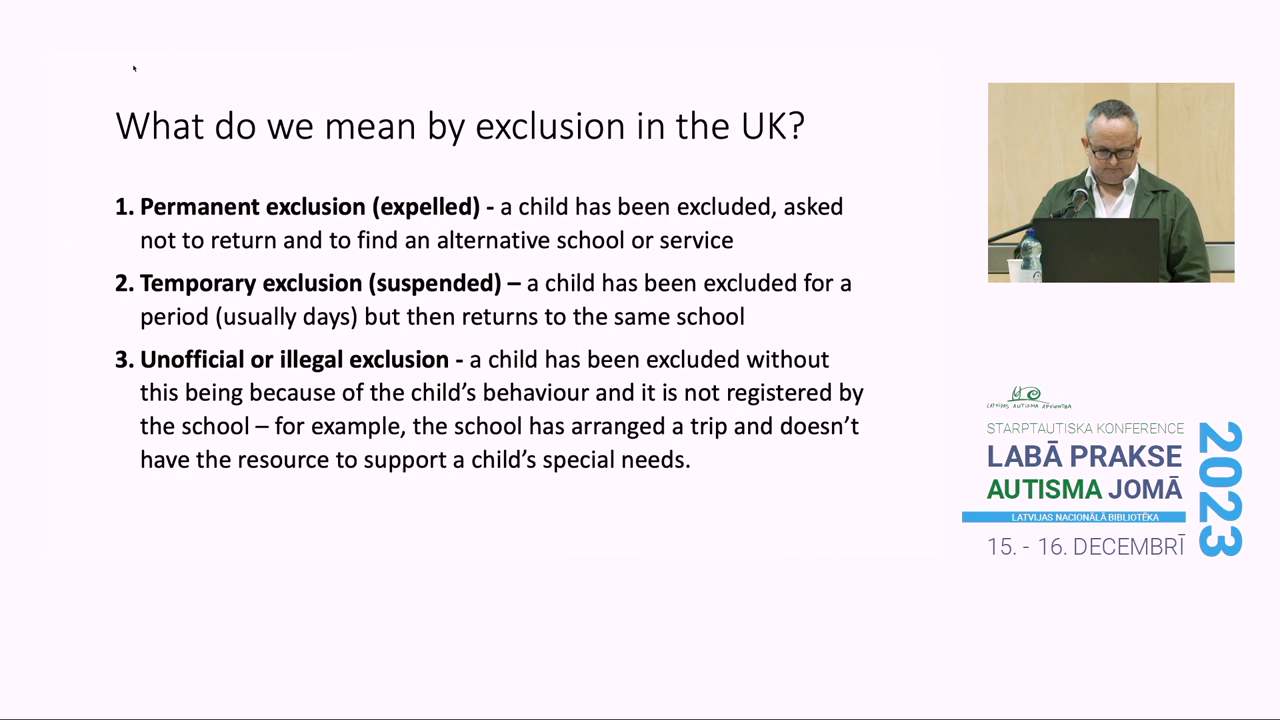 What do we mean by exclusion in the UK?
1. Permanent exclusion (expelled) - a child has been excluded, asked
not to return and to find an alternative school or service
2. Temporary exclusion (suspended) – a child has been excluded for a
period (usually days) but then returns to the same school
3. Unofficial or illegal exclusion - a child has been excluded without
this being because of the child’s behaviour and it is not registered by
the school – for example, the school has arranged a trip and doesn’t
have the resource to support a child’s special needs.
LATVIJAS AUTISMA APVIENĪBA
STARPTAUTISKA KONFERENCE
LABĀ PRAKSE
AUTISMA JOMĀ
LATVIJAS NACIONĀLĀ BIBLIOTĒKA
15. - 16. DECEMBRĪ
2023